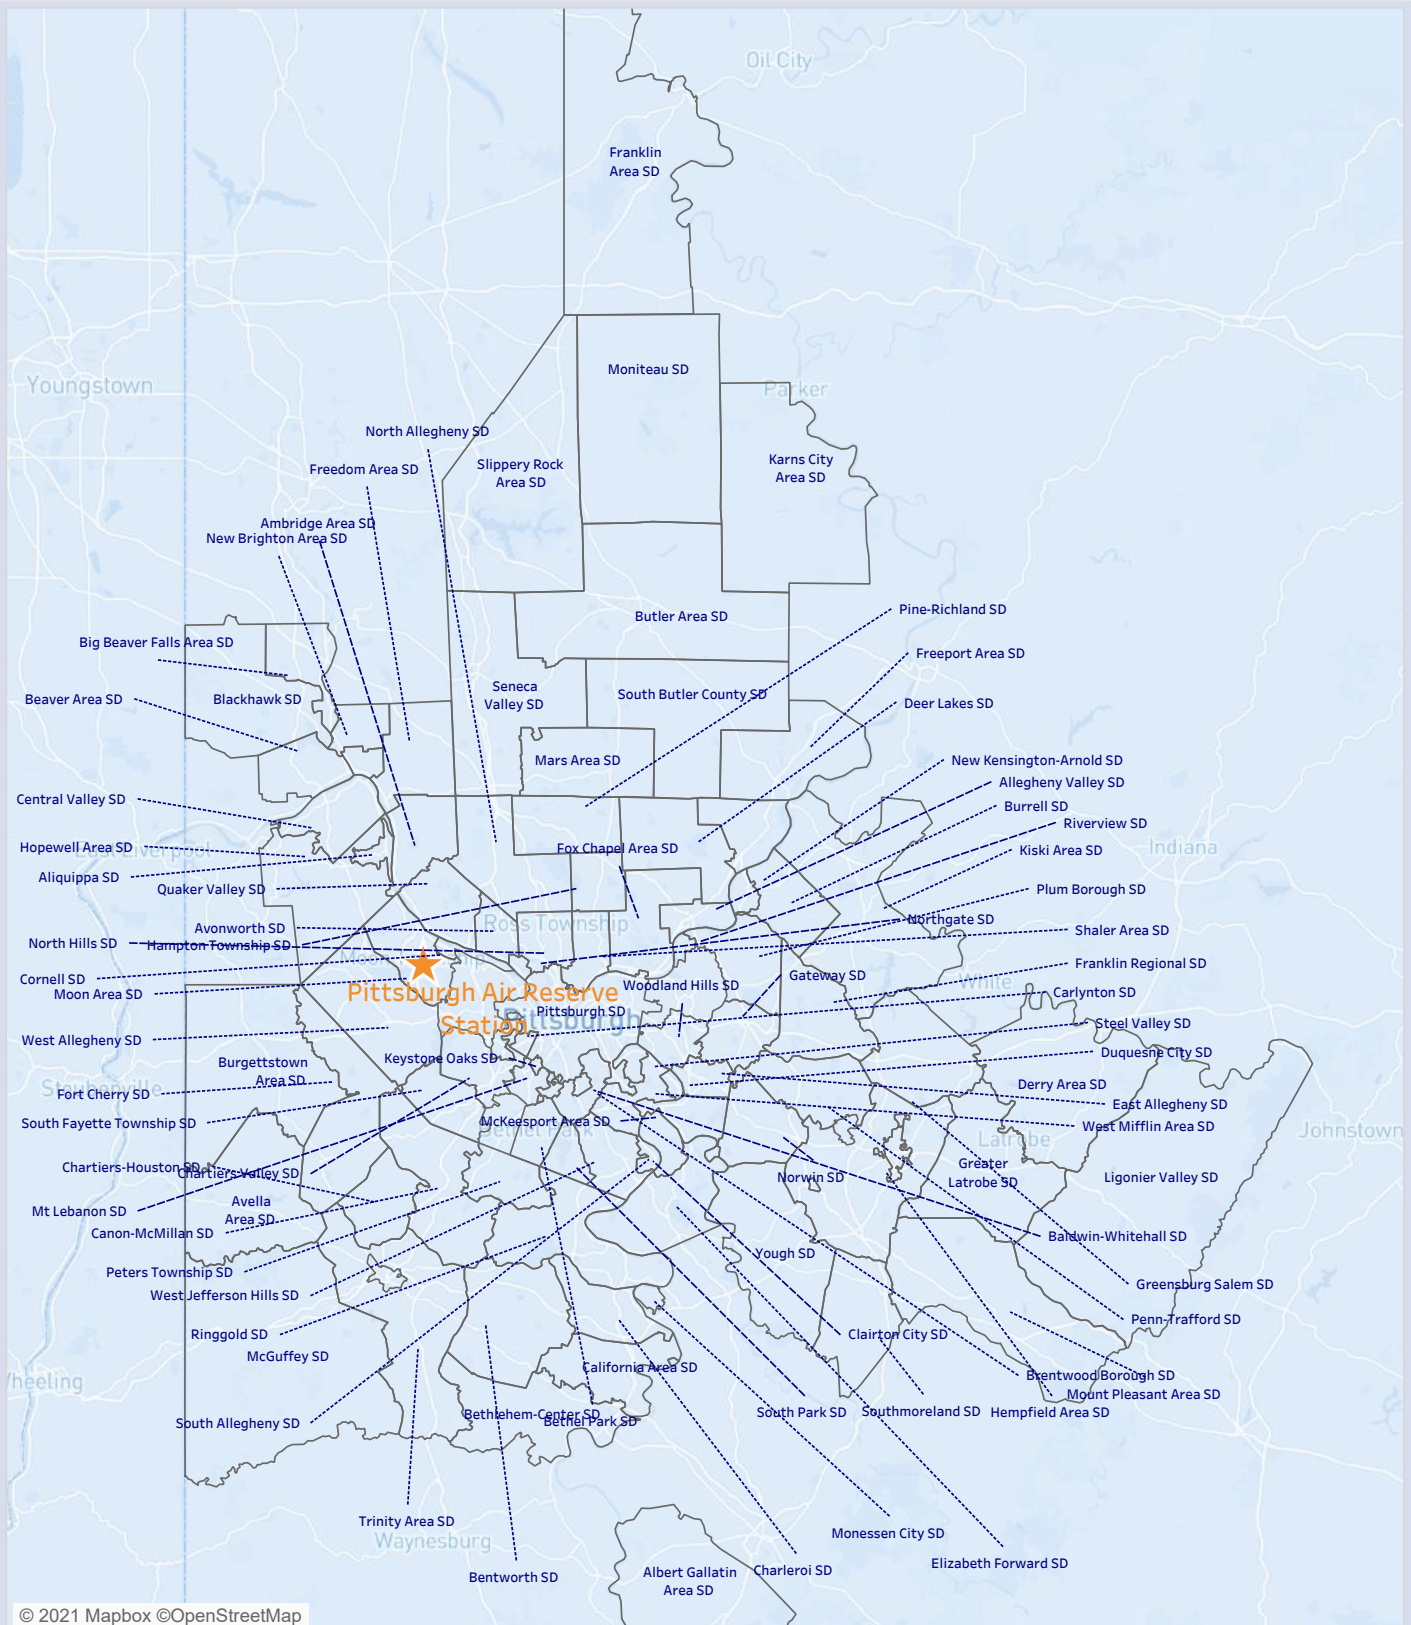 Oil City
Franklin
Area SD
Moniteau SD
Youngstown
Parker
North Allegheny SD
Freedom Area SD
Slippery Rock
Area SD
Karns City
Area SD
Ambridge Area SD
New Brighton Area SD
Pine-Richland SD
Butler Area SD
Big Beaver Falls Area SD
Freeport Area SD
Beaver Area SD
Blackhawk SD
Seneca
Valley SD
South Butler County SD
Deer Lakes SD
Mars Area SD
New Kensington-Arnold SD
Allegheny Valley SD
Central Valley SD
Burrell SD
Riverview SD
Hopewell Area SD
East Liverpool
Fox Chapel Area SD
Kiski Area SD
Indiana
Aliquippa SD
Quaker Valley SD
Plum Borough SD
Avonworth SD
Ross Township
Northgate SD
Shaler Area SD
North Hills SD
Hampton Township SD
Franklin Regional SD
Cornell SD
Moon Area SD
Gateway SD
White
Woodland Hills SD
Carlynton SD
Pittsburgh Air Reserve
Station
Pittsburgh SD
Pittsburgh
Steel Valley SD
West Allegheny SD
Duquesne City SD
Keystone Oaks SD
Burgettstown
Area SD
Steubenville
Fort Cherry SD
Derry Area SD
East Allegheny SD
South Fayette Township SD
McKeesport Area SD
Bethel Park
West Mifflin Area SD
Latrobe
Johnstown
Chartiers-Houston SD
Chartiers-Valley SD
Norwin SD
Greater
Latrobe SD
Ligonier Valley SD
Avella
Area SD
Mt Lebanon SD
Canon-McMillan SD
Baldwin-Whitehall SD
Yough SD
Peters Township SD
Greensburg Salem SD
West Jefferson Hills SD
Penn-Trafford SD
Ringgold SD
Clairton City SD
McGuffey SD
California Area SD
Brentwood Borough SD
Wheeling
Mount Pleasant Area SD
South Allegheny SD
Bethlehem-Center SD
Bethel Park SD
South Park SD
Southmoreland SD
Hempfield Area SD
Trinity Area SD
Monessen City SD
Waynesburg
Elizabeth Forward SD
Bentworth SD
Albert Gallatin
Area SD
Charleroi SD
© 2021 Mapbox ©OpenStreetMap